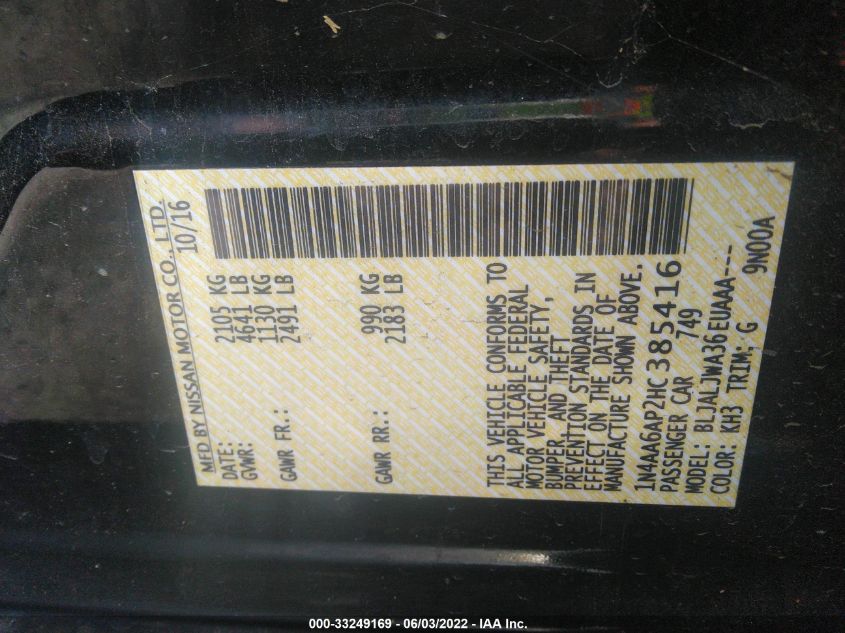 MFD BY NISSAN MOTOR CO., LTD.
DATE: 10/16
GVWR: 2105 KG
4641 LB
GAWR FR.: 1130 KG
2491 LB
GAWR RR.: 990 KG
2183 LB
THIS VEHICLE CONFORMS TO
ALL APPLICABLE FEDERAL
MOTOR VEHICLE SAFETY,
BUMPER, AND THEFT
PREVENTION STANDARDS IN
EFFECT ON THE DATE OF
MANUFACTURE SHOWN ABOVE.
1N4AA6AP2HC385416
PASSENGER CAR 749
MODEL: BLJALJWA36EUAAA---
COLOR: KH3 TRIM: G 9N00A
000-33249169 - 06/03/2022 - IAA Inc.